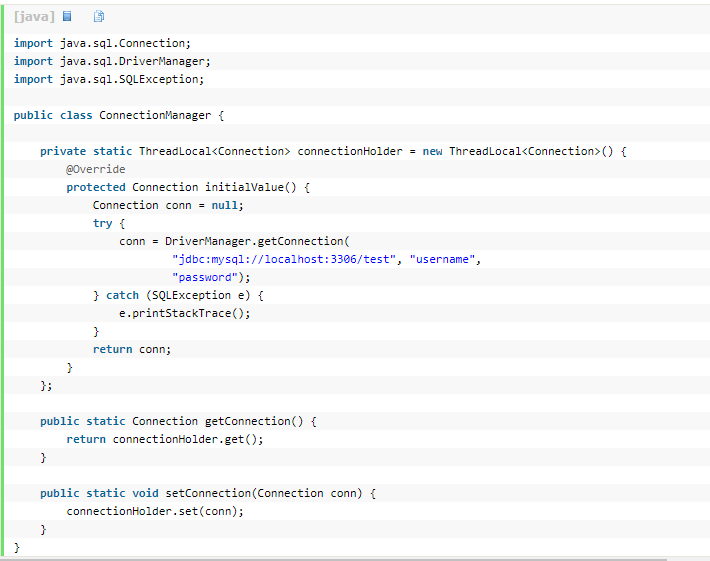 [java]
import java.sql.Connection;
import java.sql.DriverManager;
import java.sql.SQLException;

public class ConnectionManager {

    private static ThreadLocal<Connection> connectionHolder = new ThreadLocal<Connection>() {
        @Override
        protected Connection initialValue() {
            Connection conn = null;
            try {
                conn = DriverManager.getConnection(
                        "jdbc:mysql://localhost:3306/test", "username",
                        "password");
            } catch (SQLException e) {
                e.printStackTrace();
            }
            return conn;
        }
    };

    public static Connection getConnection() {
        return connectionHolder.get();
    }

    public static void setConnection(Connection conn) {
        connectionHolder.set(conn);
    }
}